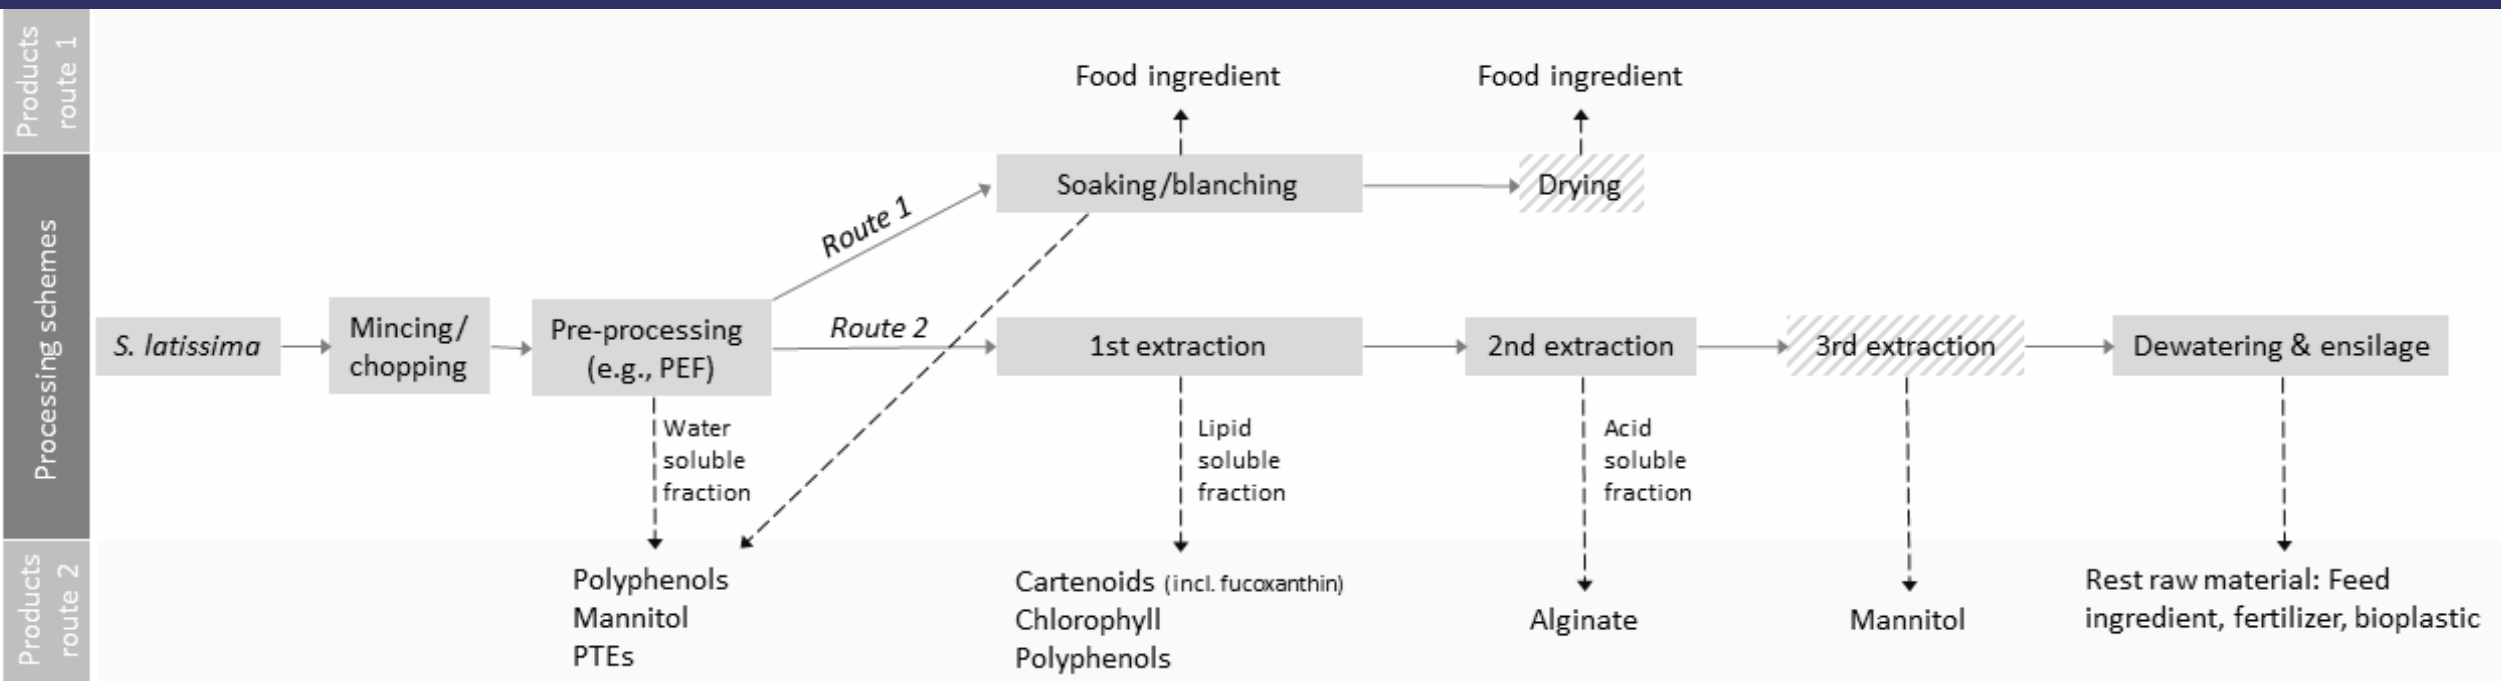 Products
route 1
Food ingredient
Food ingredient
Processing schemes
Soaking/blanching
Drying
Route 1
S. latissima
Mincing/
chopping
Pre-processing
(e.g., PEF)
Route 2
1st extraction
2nd extraction
3rd extraction
Dewatering & ensilage
Water
soluble
fraction
Lipid
soluble
fraction
Acid
soluble
fraction
Products
route 2
Polyphenols
Mannitol
PTEs
Cartenoids (incl. fucoxanthin)
Chlorophyll
Polyphenols
Alginate
Mannitol
Rest raw material: Feed
ingredient, fertilizer, bioplastic